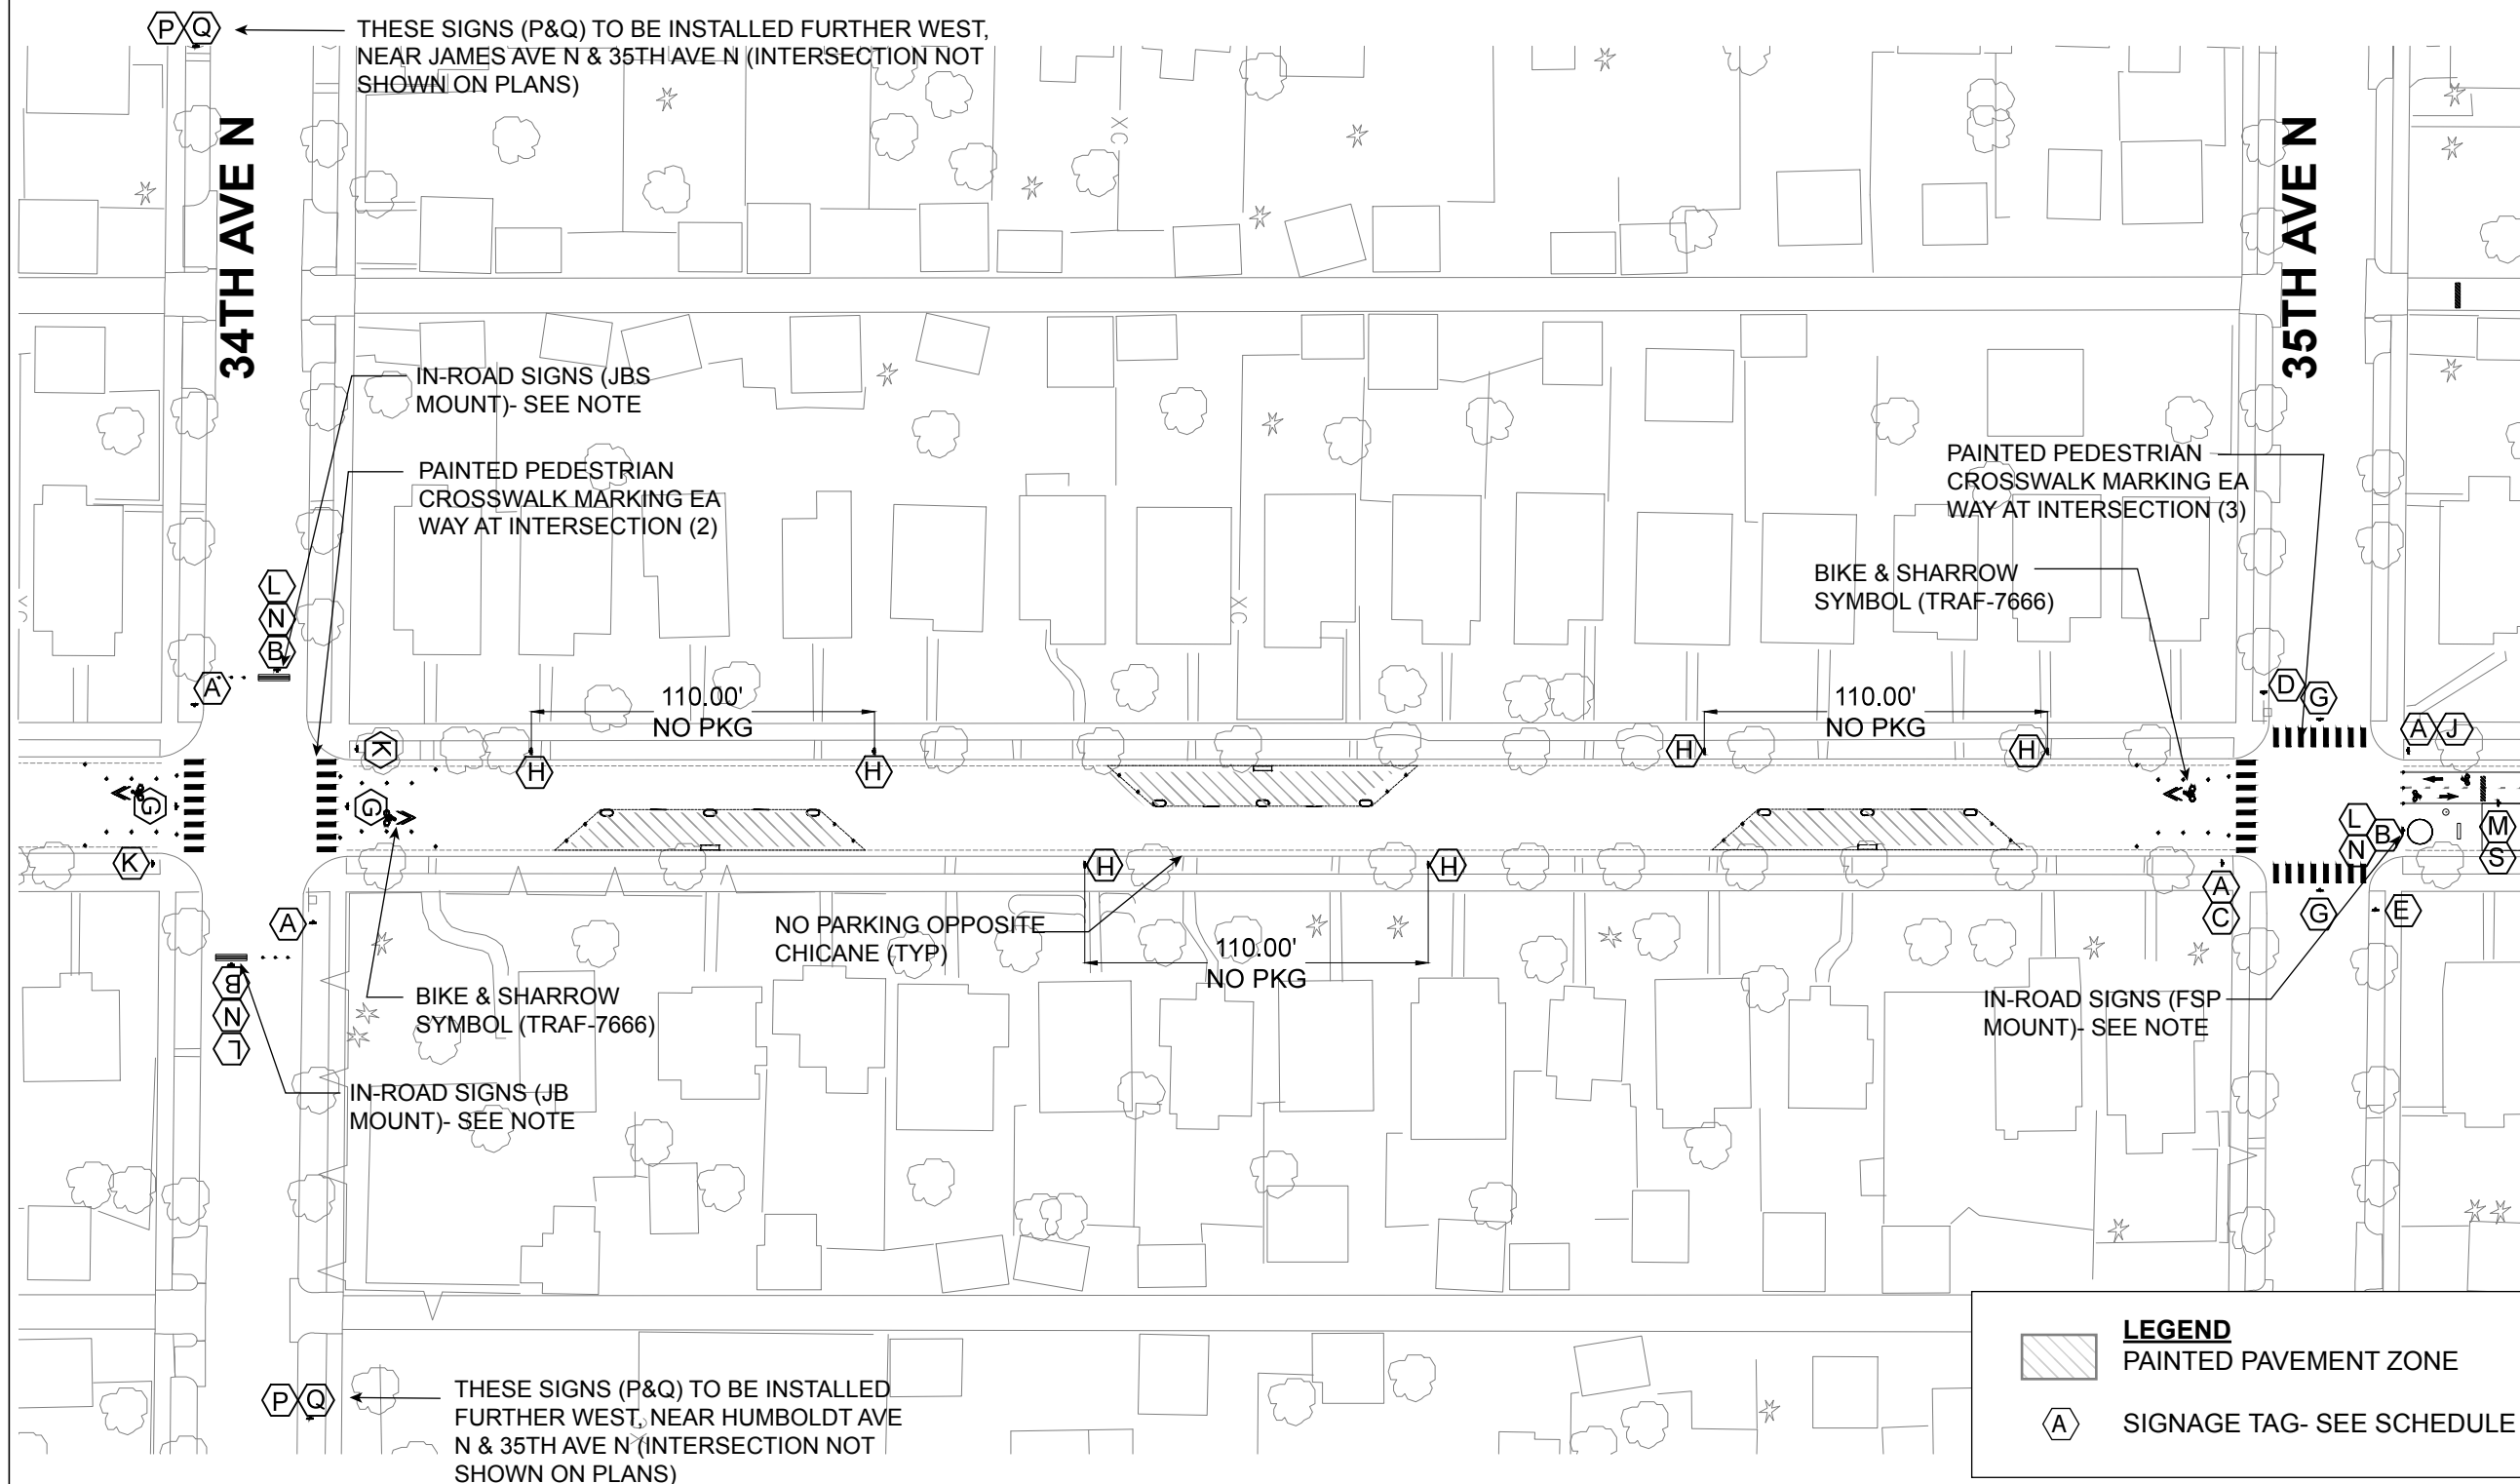 P Q
THESE SIGNS (P&Q) TO BE INSTALLED FURTHER WEST,
NEAR JAMES AVE N & 35TH AVE N (INTERSECTION NOT
SHOWN ON PLANS)
34TH AVE N
35TH AVE N
XC
IN-ROAD SIGNS (JBS
MOUNT)- SEE NOTE
PAINTED PEDESTRIAN
CROSSWALK MARKING EA
WAY AT INTERSECTION (2)
PAINTED PEDESTRIAN
CROSSWALK MARKING EA
WAY AT INTERSECTION (3)
BIKE & SHARROW
SYMBOL (TRAF-7666)
XC
XC
L
N
B
A
110.00'
NO PKG
110.00'
NO PKG
D G
K
H
H
H
H
A J
G
G
L
N
B
M
S
K
H
H
A
C
G
E
A
NO PARKING OPPOSITE
CHICANE (TYP)
110.00'
NO PKG
B
N
L
BIKE & SHARROW
SYMBOL (TRAF-7666)
IN-ROAD SIGNS (FSP
MOUNT)- SEE NOTE
IN-ROAD SIGNS (JB
MOUNT)- SEE NOTE
P Q
THESE SIGNS (P&Q) TO BE INSTALLED
FURTHER WEST, NEAR HUMBOLDT AVE
N & 35TH AVE N (INTERSECTION NOT
SHOWN ON PLANS)
LEGEND
PAINTED PAVEMENT ZONE
A
SIGNAGE TAG- SEE SCHEDULE